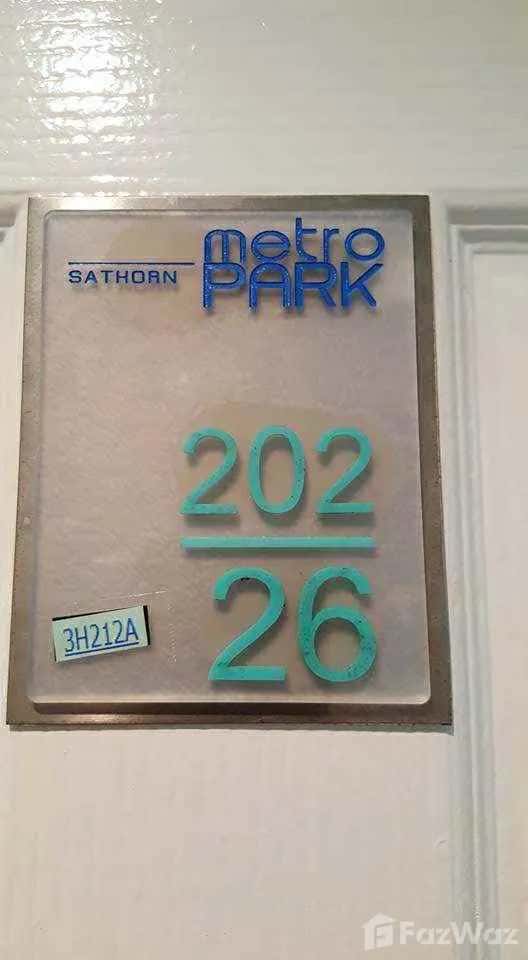 metro
SATHORN PARK
202
26
3H212A
FazWaz